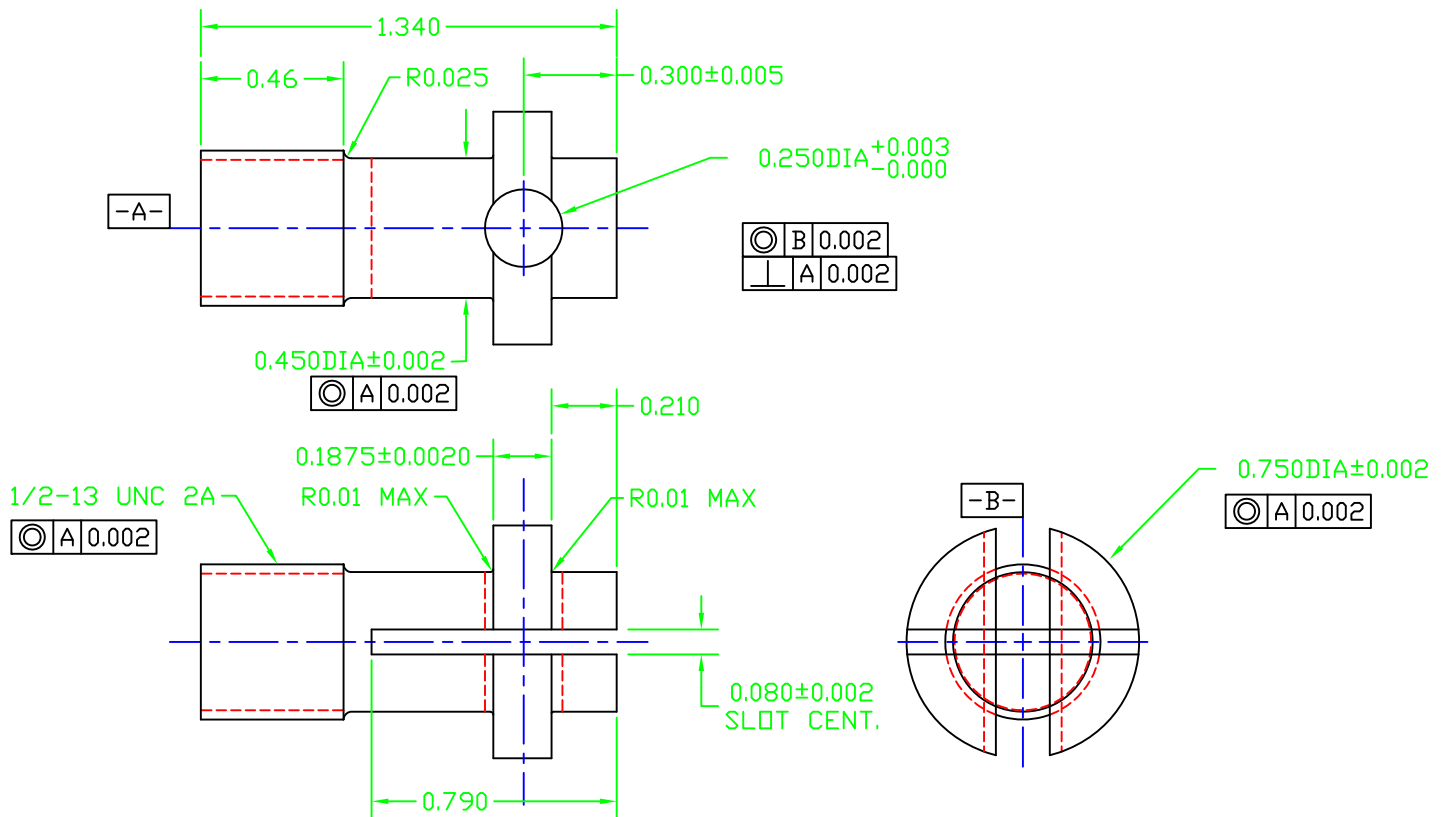 1.340
0.46
R0.025
0.300±0.005
0.250DIA +0.003
-0.000
-A-
B 0.002
A 0.002
0.450DIA±0.002
A 0.002
0.210
0.1875±0.0020
1/2-13 UNC 2A
R0.01 MAX
R0.01 MAX
0.750DIA±0.002
-B-
A 0.002
A 0.002
0.080±0.002
SLOT CENT.
0.790